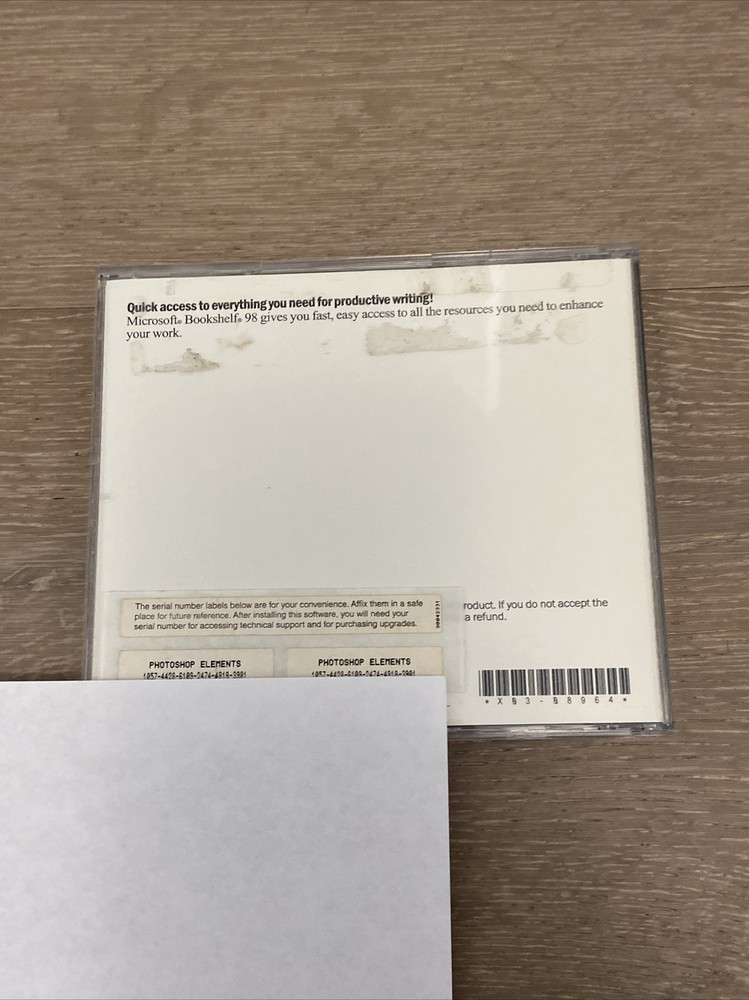 Quick access to everything you need for productive writing!
Microsoft® Bookshelf® 98 gives you fast, easy access to all the resources you need to enhance
your work.
The serial number labels below are for your convenience. Affix them in a safe
place for future reference. After installing this software, you will need your
serial number for accessing technical support and for purchasing upgrades.
roduct. If you do not accept the
a refund.
PHOTOSHOP ELEMENTS
PHOTOSHOP ELEMENTS
*X03-08964*